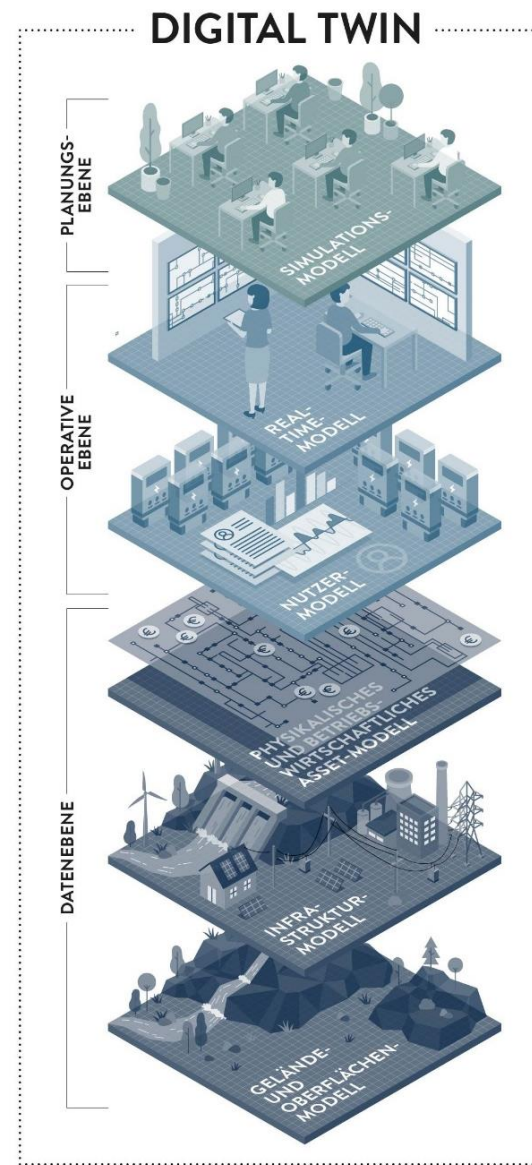 DIGITAL TWIN
PLANUNGS-
EBENE
SIMULATIONS-
MODELL
OPERATIVE
EBENE
REAL-
TIME-
MODELL
NUTZER-
MODELL
DATENEBENE
PHYSIKALISCHES
UND BETRIEBS-
WIRTSCHAFTLICHES
ASSET-MODELL
INFRA-
STRUKTUR-
MODELL
GELÄNDE-
UND
OBERFLÄCHEN-
MODELL